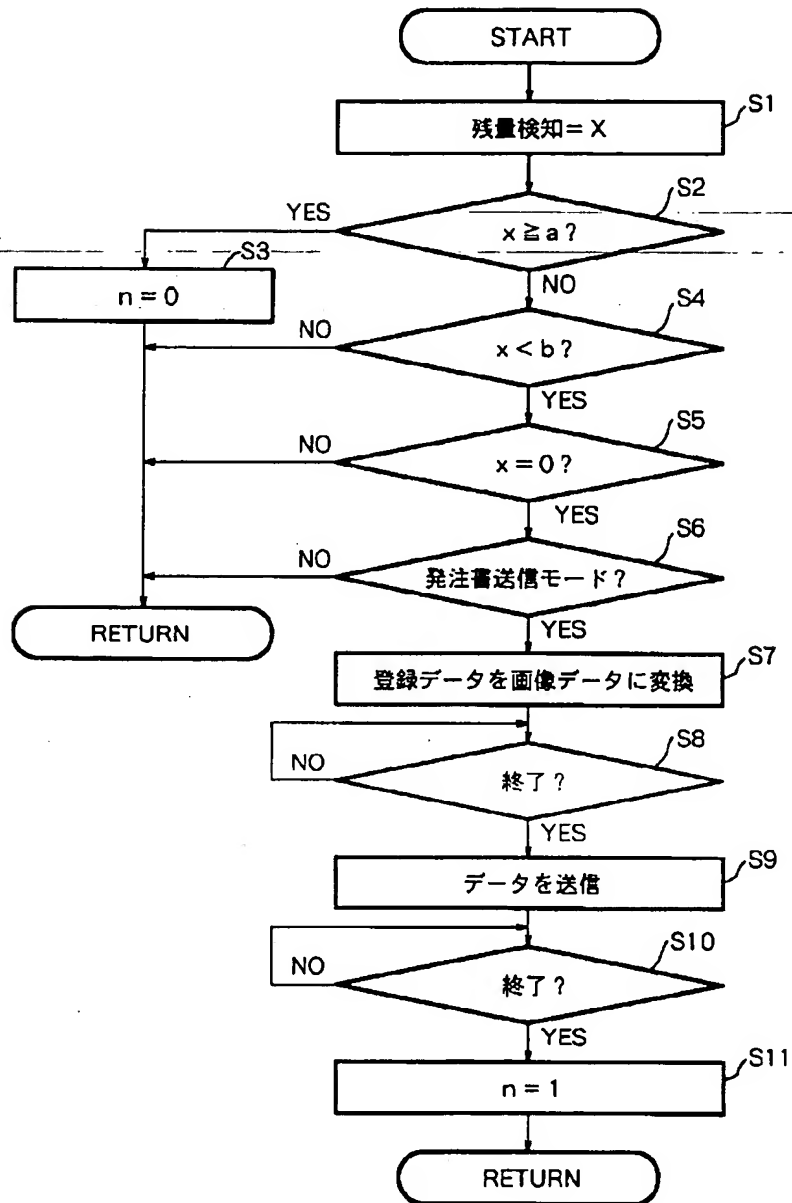 START
S1
残量検知=X
S2
YES
x≧a?
S3
n=0
NO
S4
NO
x<b?
YES
S5
NO
x=0?
YES
S6
NO
発注書送信モード?
YES
RETURN
S7
登録データを画像データに変換
S8
NO
終了?
YES
S9
データを送信
S10
NO
終了?
YES
S11
n=1
RETURN